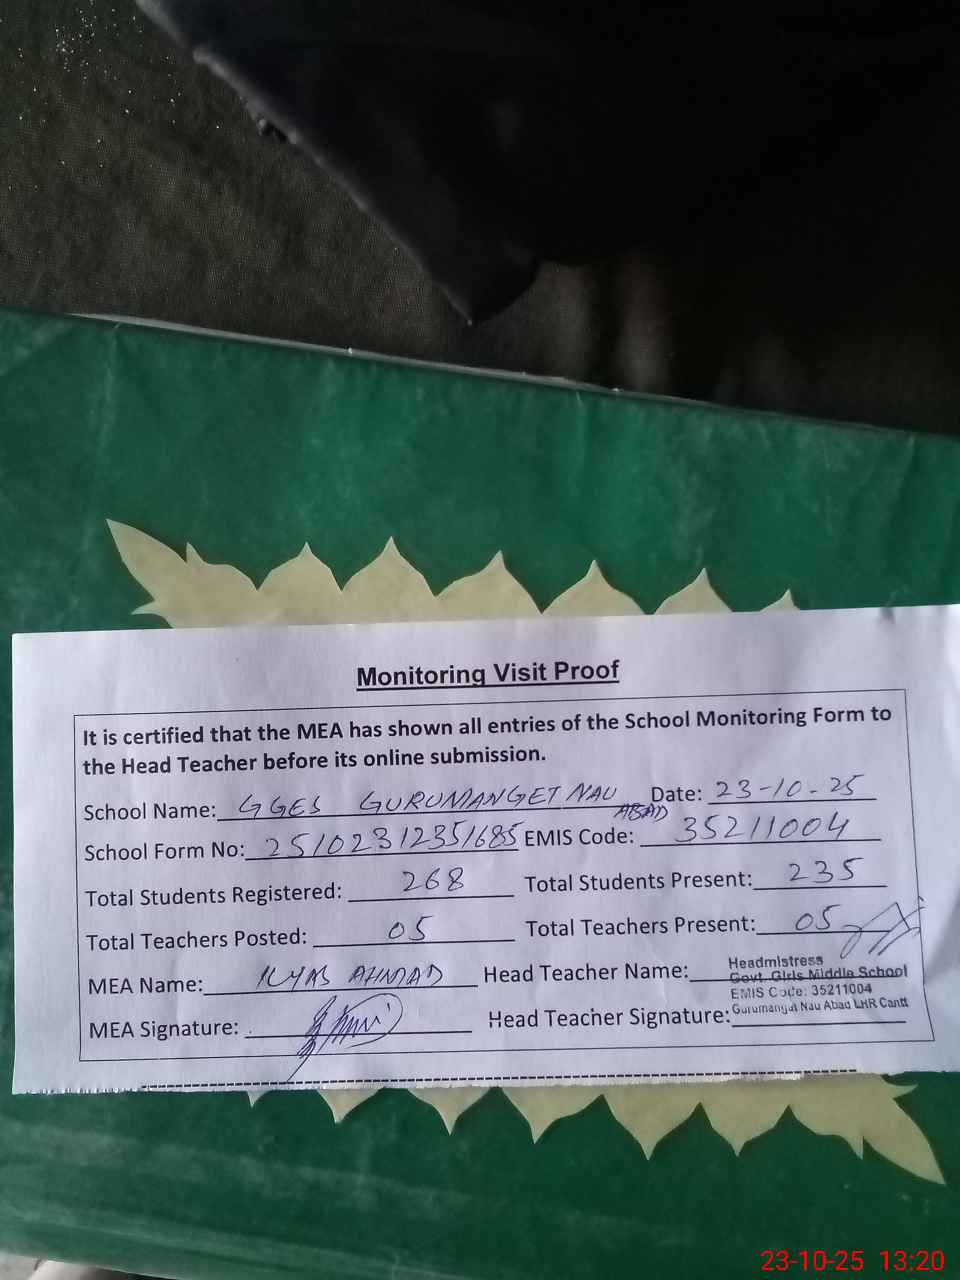 Monitoring Visit Proof
It is certified that the MEA has shown all entries of the School Monitoring Form to
the Head Teacher before its online submission.
School Name: GGES GURUMANGET NAU ABAD Date: 23-10-25
School Form No: 25102312351685 EMIS Code: 35211004
Total Students Registered: 268 Total Students Present: 235
Total Teachers Posted: 05 Total Teachers Present: 05
MEA Name: ILYAS AHMAD Head Teacher Name:
Headmistress
Govt. Girls Middle School
EMIS Code: 35211004
Gurumangat Nau Abad LHR Cantt
MEA Signature: Head Teacher Signature:
23-10-25 13:20